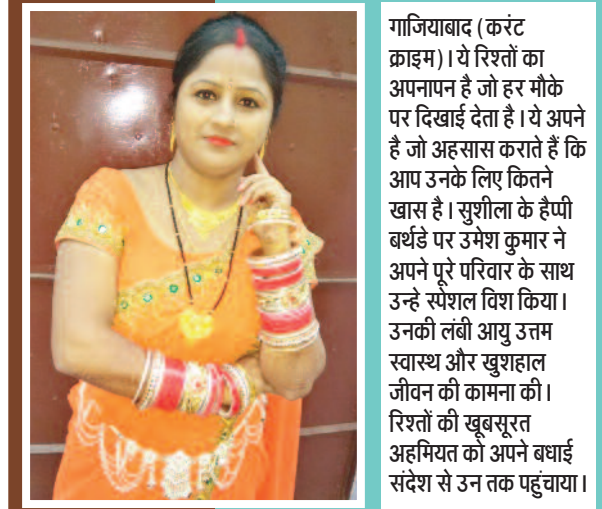 गाजियाबाद (करंट
क्राइम)। ये रिश्तों का
अपनापन है जो हर मौके
पर दिखाई देता है। ये अपने
है जो अहसास कराते हैं कि
आप उनके लिए कितने
खास है। सुशीला के हैप्पी
बर्थडे पर उमेश कुमार ने
अपने पूरे परिवार के साथ
उन्हे स्पेशल विश किया।
उनकी लंबी आयु उत्तम
स्वास्थ और खुशहाल
जीवन की कामना की।
रिश्तों की खूबसूरत
अहमियत को अपने बधाई
संदेश से उन तक पहुंचाया।